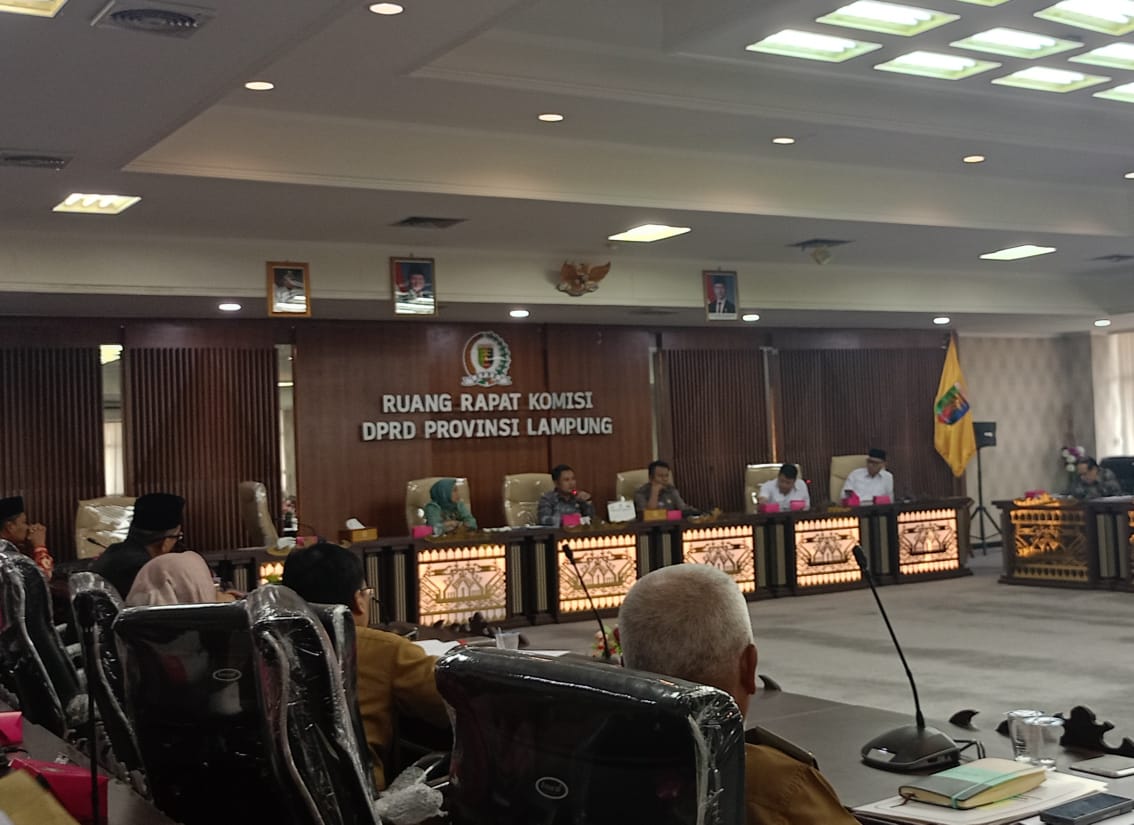 RUANG RAPAT KOMISI
DPRD PROVINSI LAMPUNG